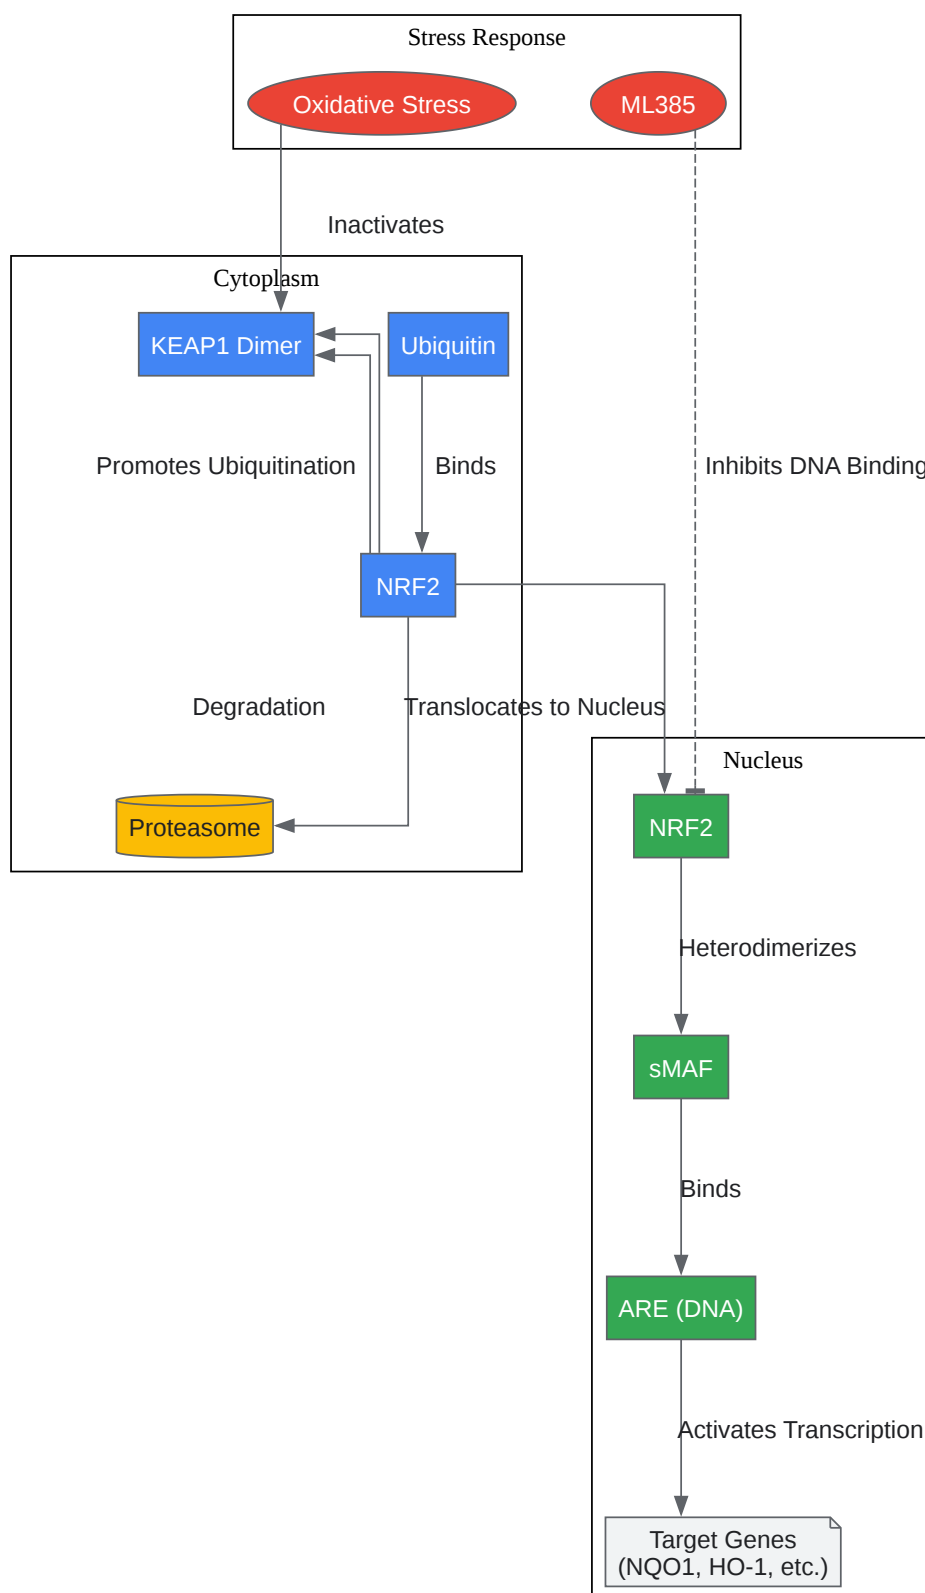 Stress Response
Oxidative Stress
ML385
Inactivates
Cytoplasm
KEAP1 Dimer
Ubiquitin
Promotes Ubiquitination
Binds
Inhibits DNA Binding
NRF2
Degradation
Translocates to Nucleus
Nucleus
Proteasome
NRF2
Heterodimerizes
sMAF
Binds
ARE (DNA)
Activates Transcription
Target Genes
(NQO1, HO-1, etc.)